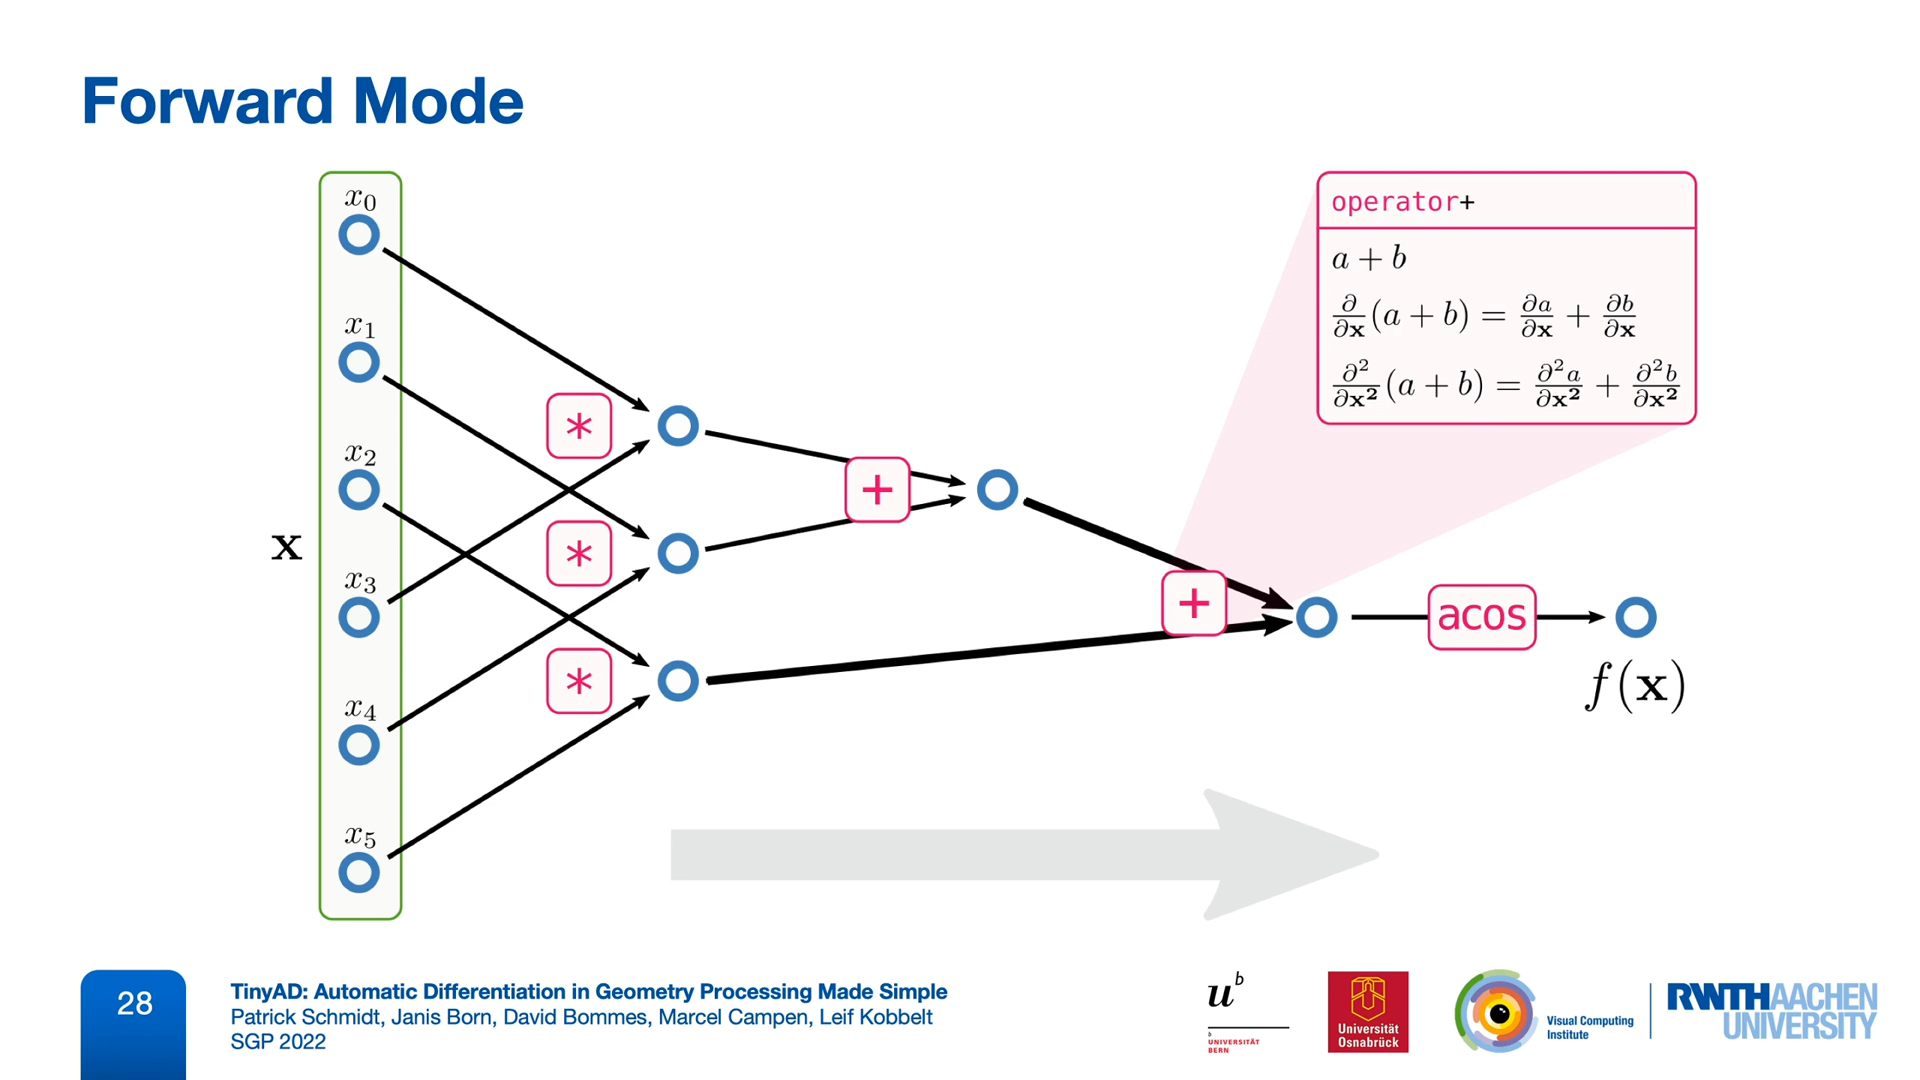 Forward Mode
x₀
x₁
x₂
x₃
x₄
x₅
x
*
*
*
+
+
acos
f(x)
operator+
a + b
∂/∂x (a + b) = ∂a/∂x + ∂b/∂x
∂²/∂x² (a + b) = ∂²a/∂x² + ∂²b/∂x²
28
TinyAD: Automatic Differentiation in Geometry Processing Made Simple
Patrick Schmidt, Janis Born, David Bommes, Marcel Campen, Leif Kobbelt
SGP 2022
u^b
b
UNIVERSITÄT
BERN
Universität
Osnabrück
Visual Computing
Institute
RWTH AACHEN
UNIVERSITY